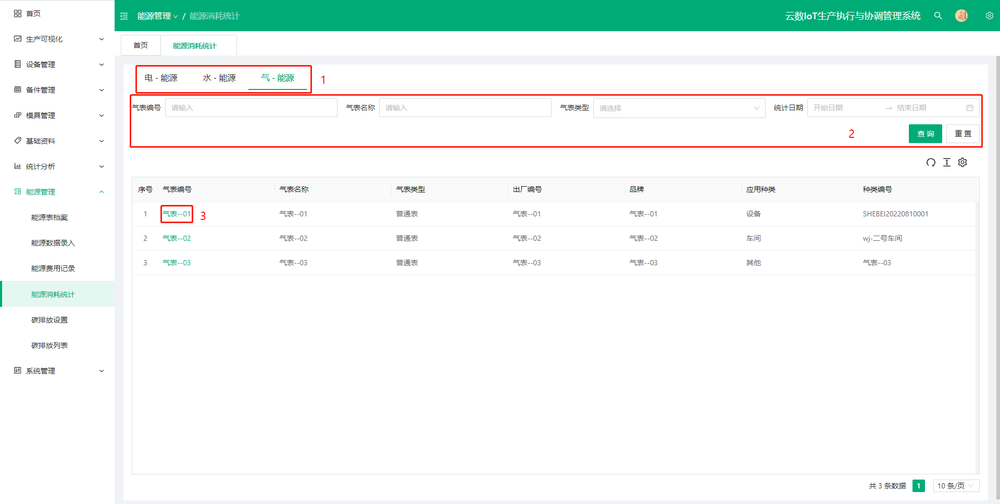 首页
生产可视化
设备管理
备件管理
模具管理
基础资料
统计分析
能源管理
能源表档案
能源数据录入
能源费用记录
能源消耗统计
碳排放设置
碳排放列表
系统管理
能源管理 / 能源消耗统计
云数IoT生产执行与协调管理系统
首页 能源消耗统计
电 - 能源 水 - 能源 气 - 能源 1
气表编号 请输入 气表名称 请输入 气表类型 请选择 统计日期 开始日期 → 结束日期
2 查 询 重 置
序号 气表编号 气表名称 气表类型 出厂编号 品牌 应用种类 种类编号
1 气表--01 3 气表--01 普通表 气表--01 气表--01 设备 SHEBEI20220810001
2 气表--02 气表--02 普通表 气表--02 气表--02 车间 wj-二号车间
3 气表--03 气表--03 普通表 气表--03 气表--03 其他 气表--03
共 3 条数据 1 10 条/页